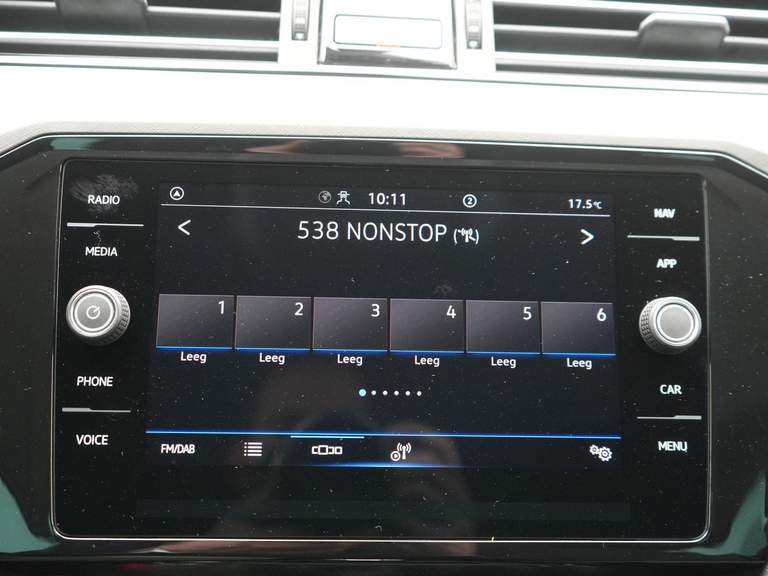 RADIO
MEDIA
PHONE
VOICE
10:11
2
17.5°C
538 NONSTOP
1 2 3 4 5 6
Leeg Leeg Leeg Leeg Leeg Leeg
FM/DAB
NAV
APP
CAR
MENU